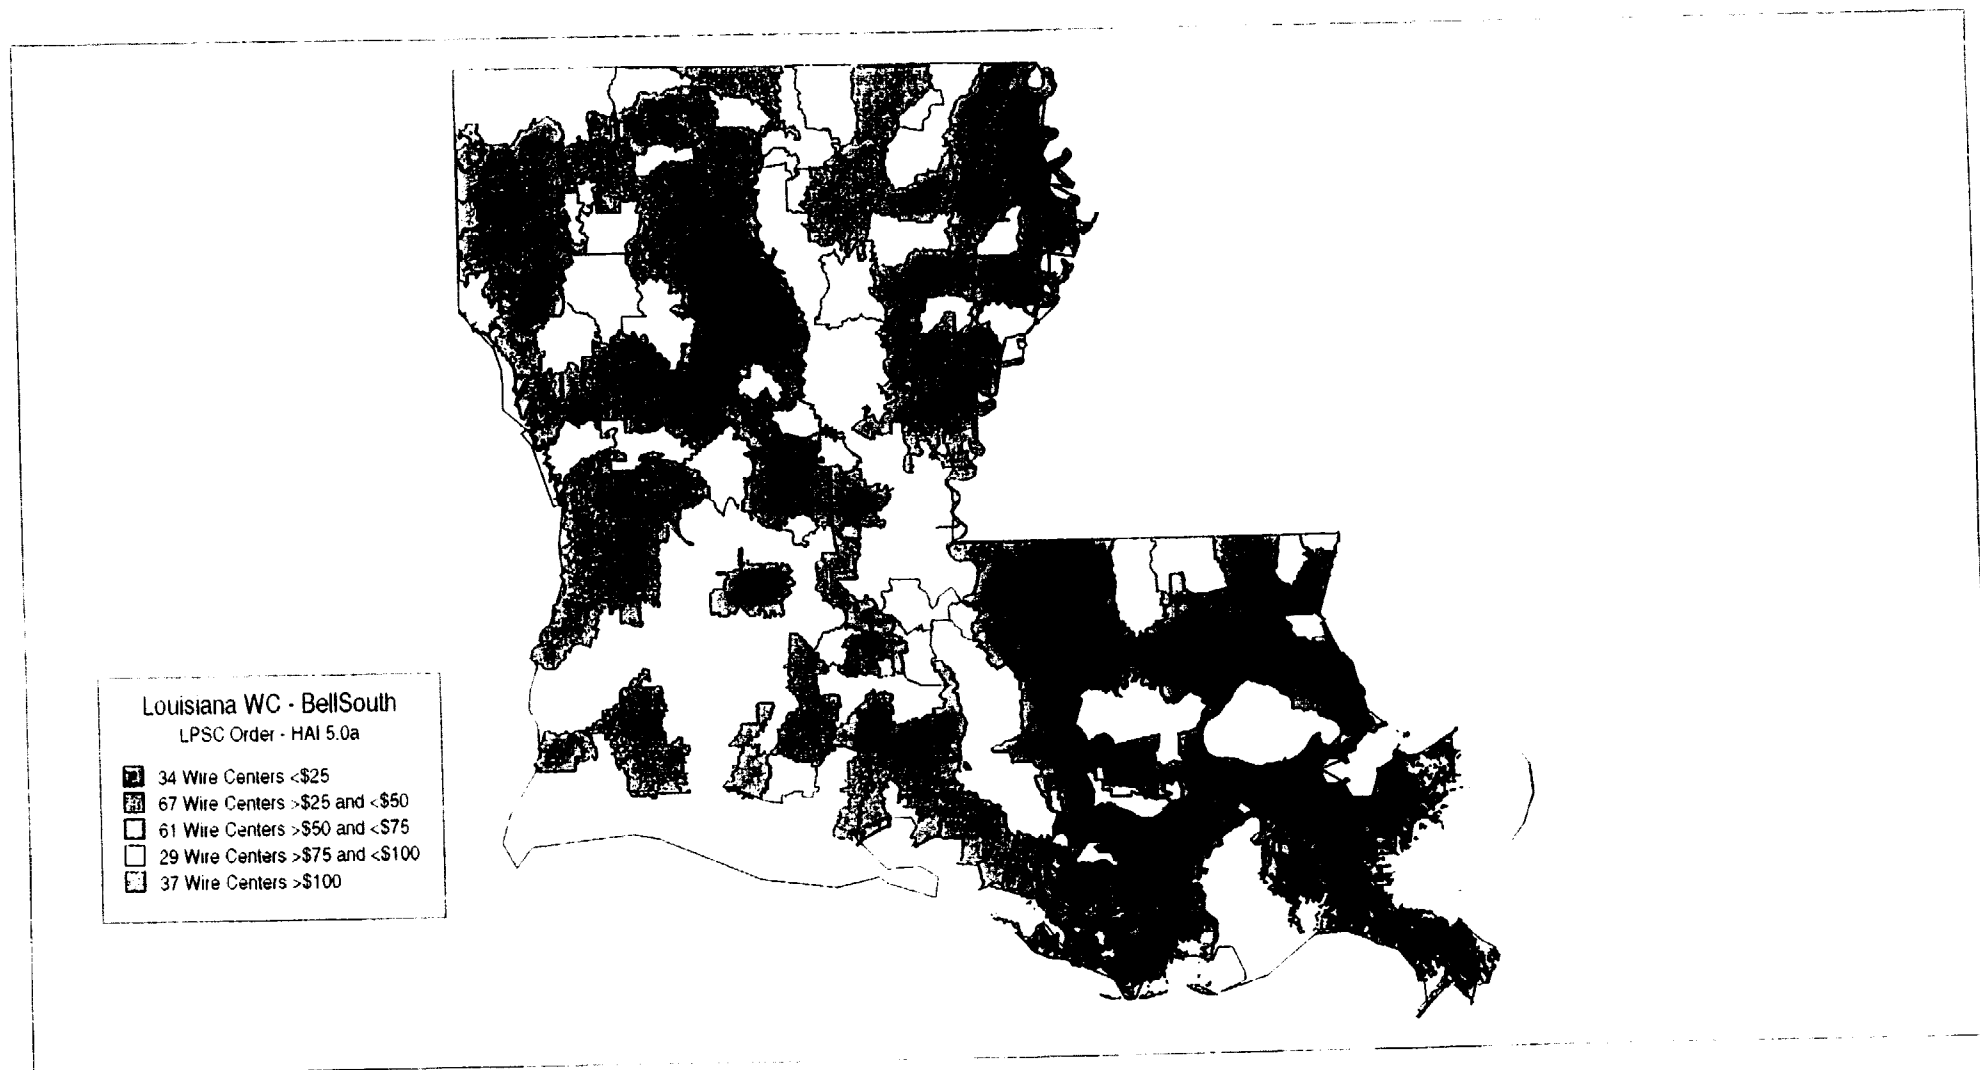 Louisiana WC - BellSouth
LPSC Order - HAI 5.0a
34 Wire Centers <$25
67 Wire Centers >$25 and <$50
61 Wire Centers >$50 and <$75
29 Wire Centers >$75 and <$100
37 Wire Centers >$100